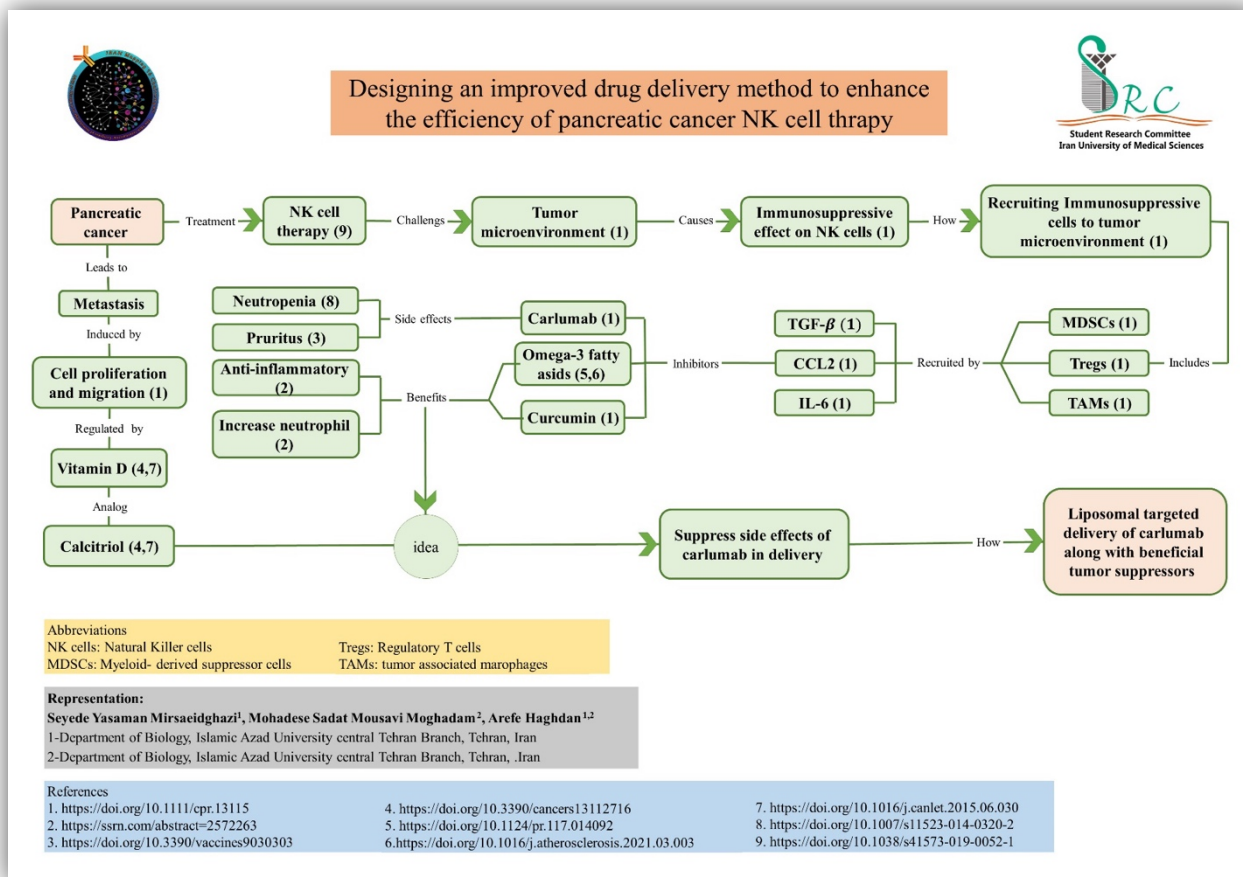 Designing an improved drug delivery method to enhance
the efficiency of pancreatic cancer NK cell thrapy
SRC
Student Research Committee
Iran University of Medical Sciences
Pancreatic
cancer
Treatment
NK cell
therapy (9)
Challengs
Tumor
microenvironment (1)
Causes
Immunosuppressive
effect on NK cells (1)
How
Recruiting Immunosuppressive
cells to tumor
microenvironment (1)
Leads to
Metastasis
Induced by
Cell proliferation
and migration (1)
Regulated by
Vitamin D (4,7)
Analog
Calcitriol (4,7)
Neutropenia (8)
Pruritus (3)
Anti-inflammatory
(2)
Increase neutrophil
(2)
Side effects
Benefits
Carlumab (1)
Omega-3 fatty
asids (5,6)
Curcumin (1)
Inhibitors
TGF-β (1)
CCL2 (1)
IL-6 (1)
Recruited by
MDSCs (1)
Tregs (1)
TAMs (1)
Includes
idea
Suppress side effects of
carlumab in delivery
How
Liposomal targeted
delivery of carlumab
along with beneficial
tumor suppressors
Abbreviations
NK cells: Natural Killer cells
Tregs: Regulatory T cells
MDSCs: Myeloid- derived suppressor cells
TAMs: tumor associated marophages
Representation:
Seyede Yasaman Mirsaeidghazi¹, Mohadese Sadat Mousavi Moghadam², Arefe Haghdan¹,²
1-Department of Biology, Islamic Azad University central Tehran Branch, Tehran, Iran
2-Department of Biology, Islamic Azad University central Tehran Branch, Tehran, .Iran
References
1. https://doi.org/10.1111/cpr.13115
2. https://ssrn.com/abstract=2572263
3. https://doi.org/10.3390/vaccines9030303
4. https://doi.org/10.3390/cancers13112716
5. https://doi.org/10.1124/pr.117.014092
6.https://doi.org/10.1016/j.atherosclerosis.2021.03.003
7. https://doi.org/10.1016/j.canlet.2015.06.030
8. https://doi.org/10.1007/s11523-014-0320-2
9. https://doi.org/10.1038/s41573-019-0052-1